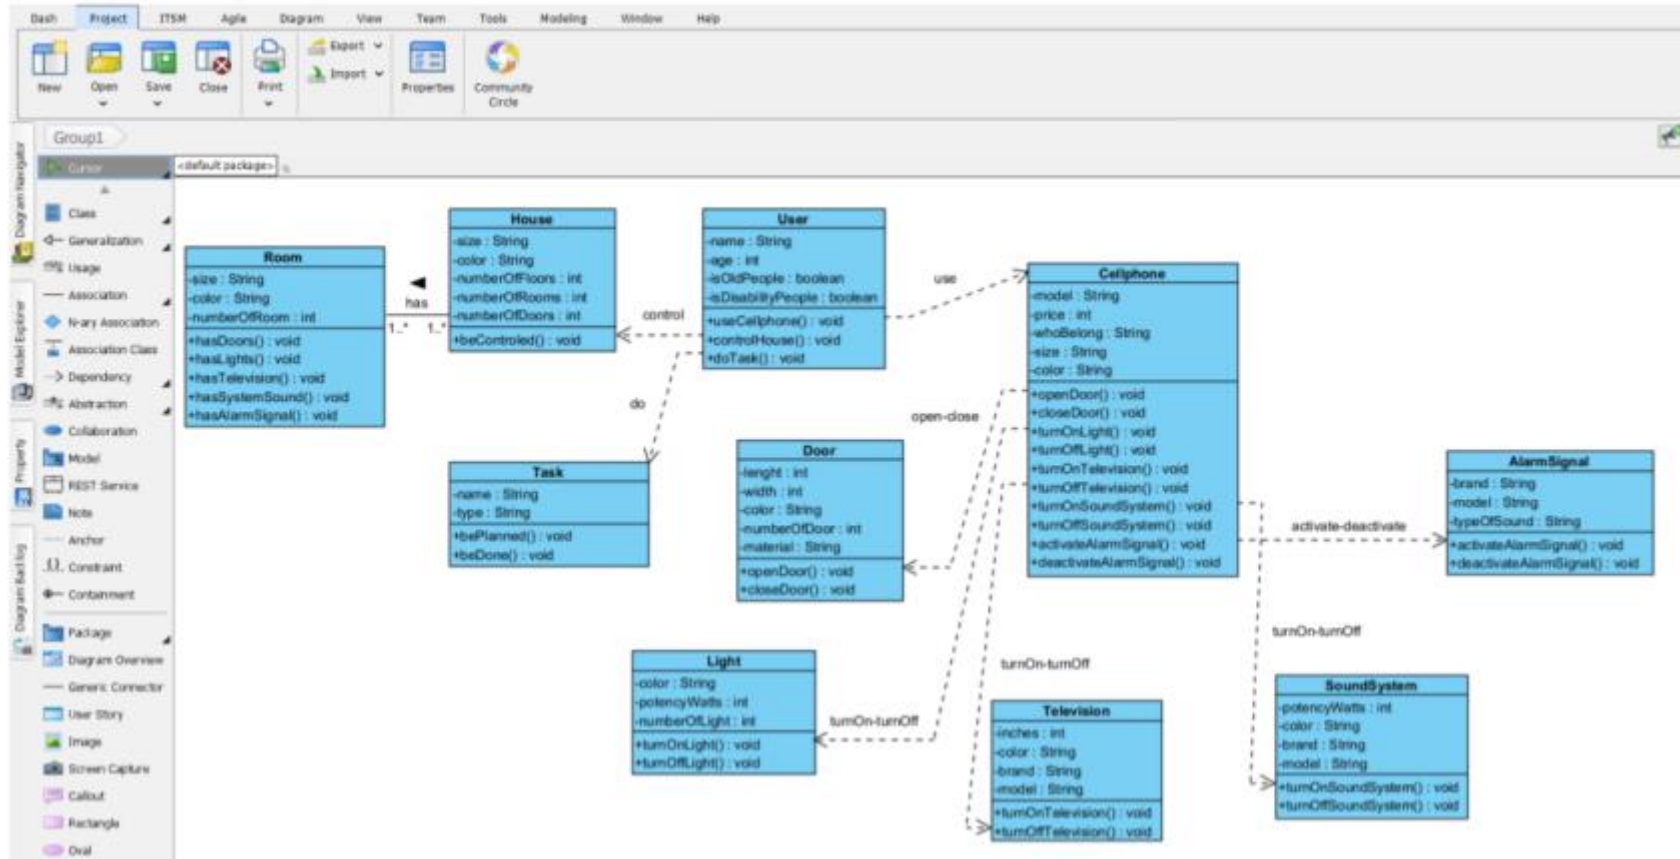 Dash Project ITSM Agile Diagram View Team Tools Modeling Window Help
New
Open
Save
Close
Print
Export
Import
Properties
Community
Circle
Group1
Diagram Navigator
Model Explorer
Property
Diagram Backlog
Cursor
Class
Generalization
Usage
Association
N-ary Association
Association Class
Dependency
Abstraction
Collaboration
Model
REST Service
Note
Anchor
Constraint
Containment
Package
Diagram Overview
Generic Connector
User Story
Image
Screen Capture
Callout
Rectangle
Oval
<default package>
Room
-size : String
-color : String
-numberOfRoom : int
+hasDoors() : void
+hasLights() : void
+hasTelevision() : void
+hasSystemSound() : void
+hasAlarmSignal() : void
has
1..*
1..*
House
-size : String
-color : String
-numberOfFloors : int
-numberOfRooms : int
-numberOfDoors : int
+beControled() : void
control
User
-name : String
-age : int
-isOldPeople : boolean
-isDisabilityPeople : boolean
+useCellphone() : void
+controlHouse() : void
+doTask() : void
use
do
Cellphone
-model : String
-price : int
-whoBelong : String
-size : String
-color : String
+openDoor() : void
+closeDoor() : void
+turnOnLight() : void
+turnOffLight() : void
+turnOnTelevision() : void
+turnOffTelevision() : void
+turnOnSoundSystem() : void
+turnOffSoundSystem() : void
+activateAlarmSignal() : void
+deactivateAlarmSignal() : void
open-close
Task
-name : String
-type : String
+bePlanned() : void
+beDone() : void
Door
-lenght : int
-width : int
-color : String
-numberOfDoor : int
-material : String
+openDoor() : void
+closeDoor() : void
activate-deactivate
AlarmSignal
-brand : String
-model : String
-typeOfSound : String
+activateAlarmSignal() : void
+deactivateAlarmSignal() : void
turnOn-turnOff
Light
-color : String
-potencyWatts : int
-numberOfLight : int
+turnOnLight() : void
+turnOffLight() : void
turnOn-turnOff
turnOn-turnOff
Television
-inches : int
-color : String
-brand : String
-model : String
+turnOnTelevision() : void
+turnOffTelevision() : void
SoundSystem
-potencyWatts : int
-color : String
-brand : String
-model : String
+turnOnSoundSystem() : void
+turnOffSoundSystem() : void